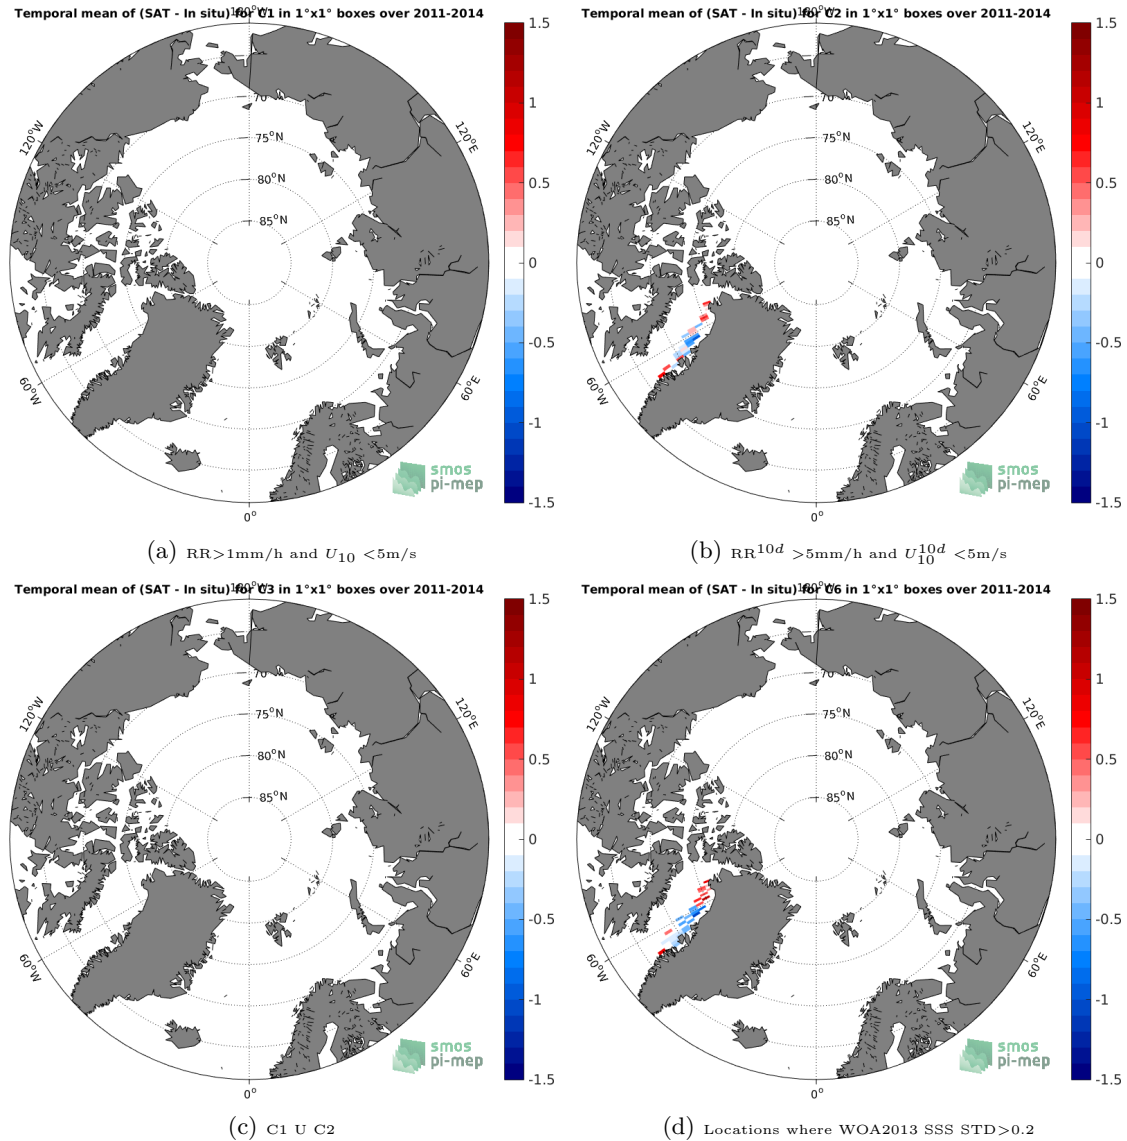 Temporal mean of (SAT - In situ) for C1 in 1°x1° boxes over 2011-2014
180°W
120°W
120°E
60°W
60°E
0°
70
75°N
80°N
85°N
1.5
1
0.5
0
-0.5
-1
-1.5
smos
pi-mep
(a) RR>1mm/h and U10 <5m/s
Temporal mean of (SAT - In situ) for C2 in 1°x1° boxes over 2011-2014
180°W
120°W
120°E
60°W
60°E
0°
70
75°N
80°N
85°N
1.5
1
0.5
0
-0.5
-1
-1.5
smos
pi-mep
(b) RR^10d >5mm/h and U10^10d <5m/s
Temporal mean of (SAT - In situ) for C3 in 1°x1° boxes over 2011-2014
180°W
120°W
120°E
60°W
60°E
0°
70
75°N
80°N
85°N
1.5
1
0.5
0
-0.5
-1
-1.5
smos
pi-mep
(c) C1 U C2
Temporal mean of (SAT - In situ) for C6 in 1°x1° boxes over 2011-2014
180°W
120°W
120°E
60°W
60°E
0°
70
75°N
80°N
85°N
1.5
1
0.5
0
-0.5
-1
-1.5
smos
pi-mep
(d) Locations where WOA2013 SSS STD>0.2